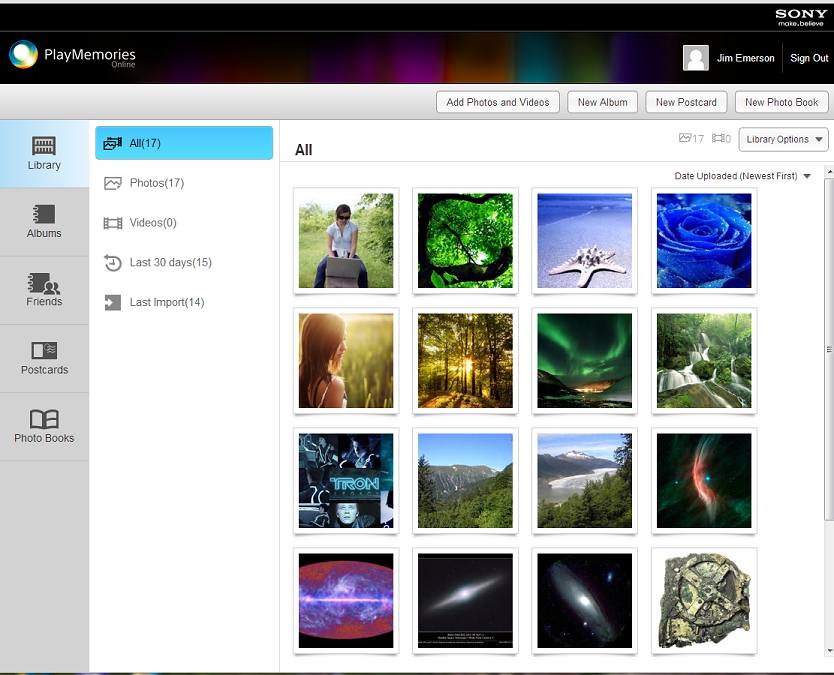 SONY
make.believe
PlayMemories
Online
Jim Emerson
Sign Out
Add Photos and Videos
New Album
New Postcard
New Photo Book
Library
Albums
Friends
Postcards
Photo Books
All(17)
Photos(17)
Videos(0)
Last 30 days(15)
Last Import(14)
All
17
0
Library Options
Date Uploaded (Newest First)
TRON
LEGACY